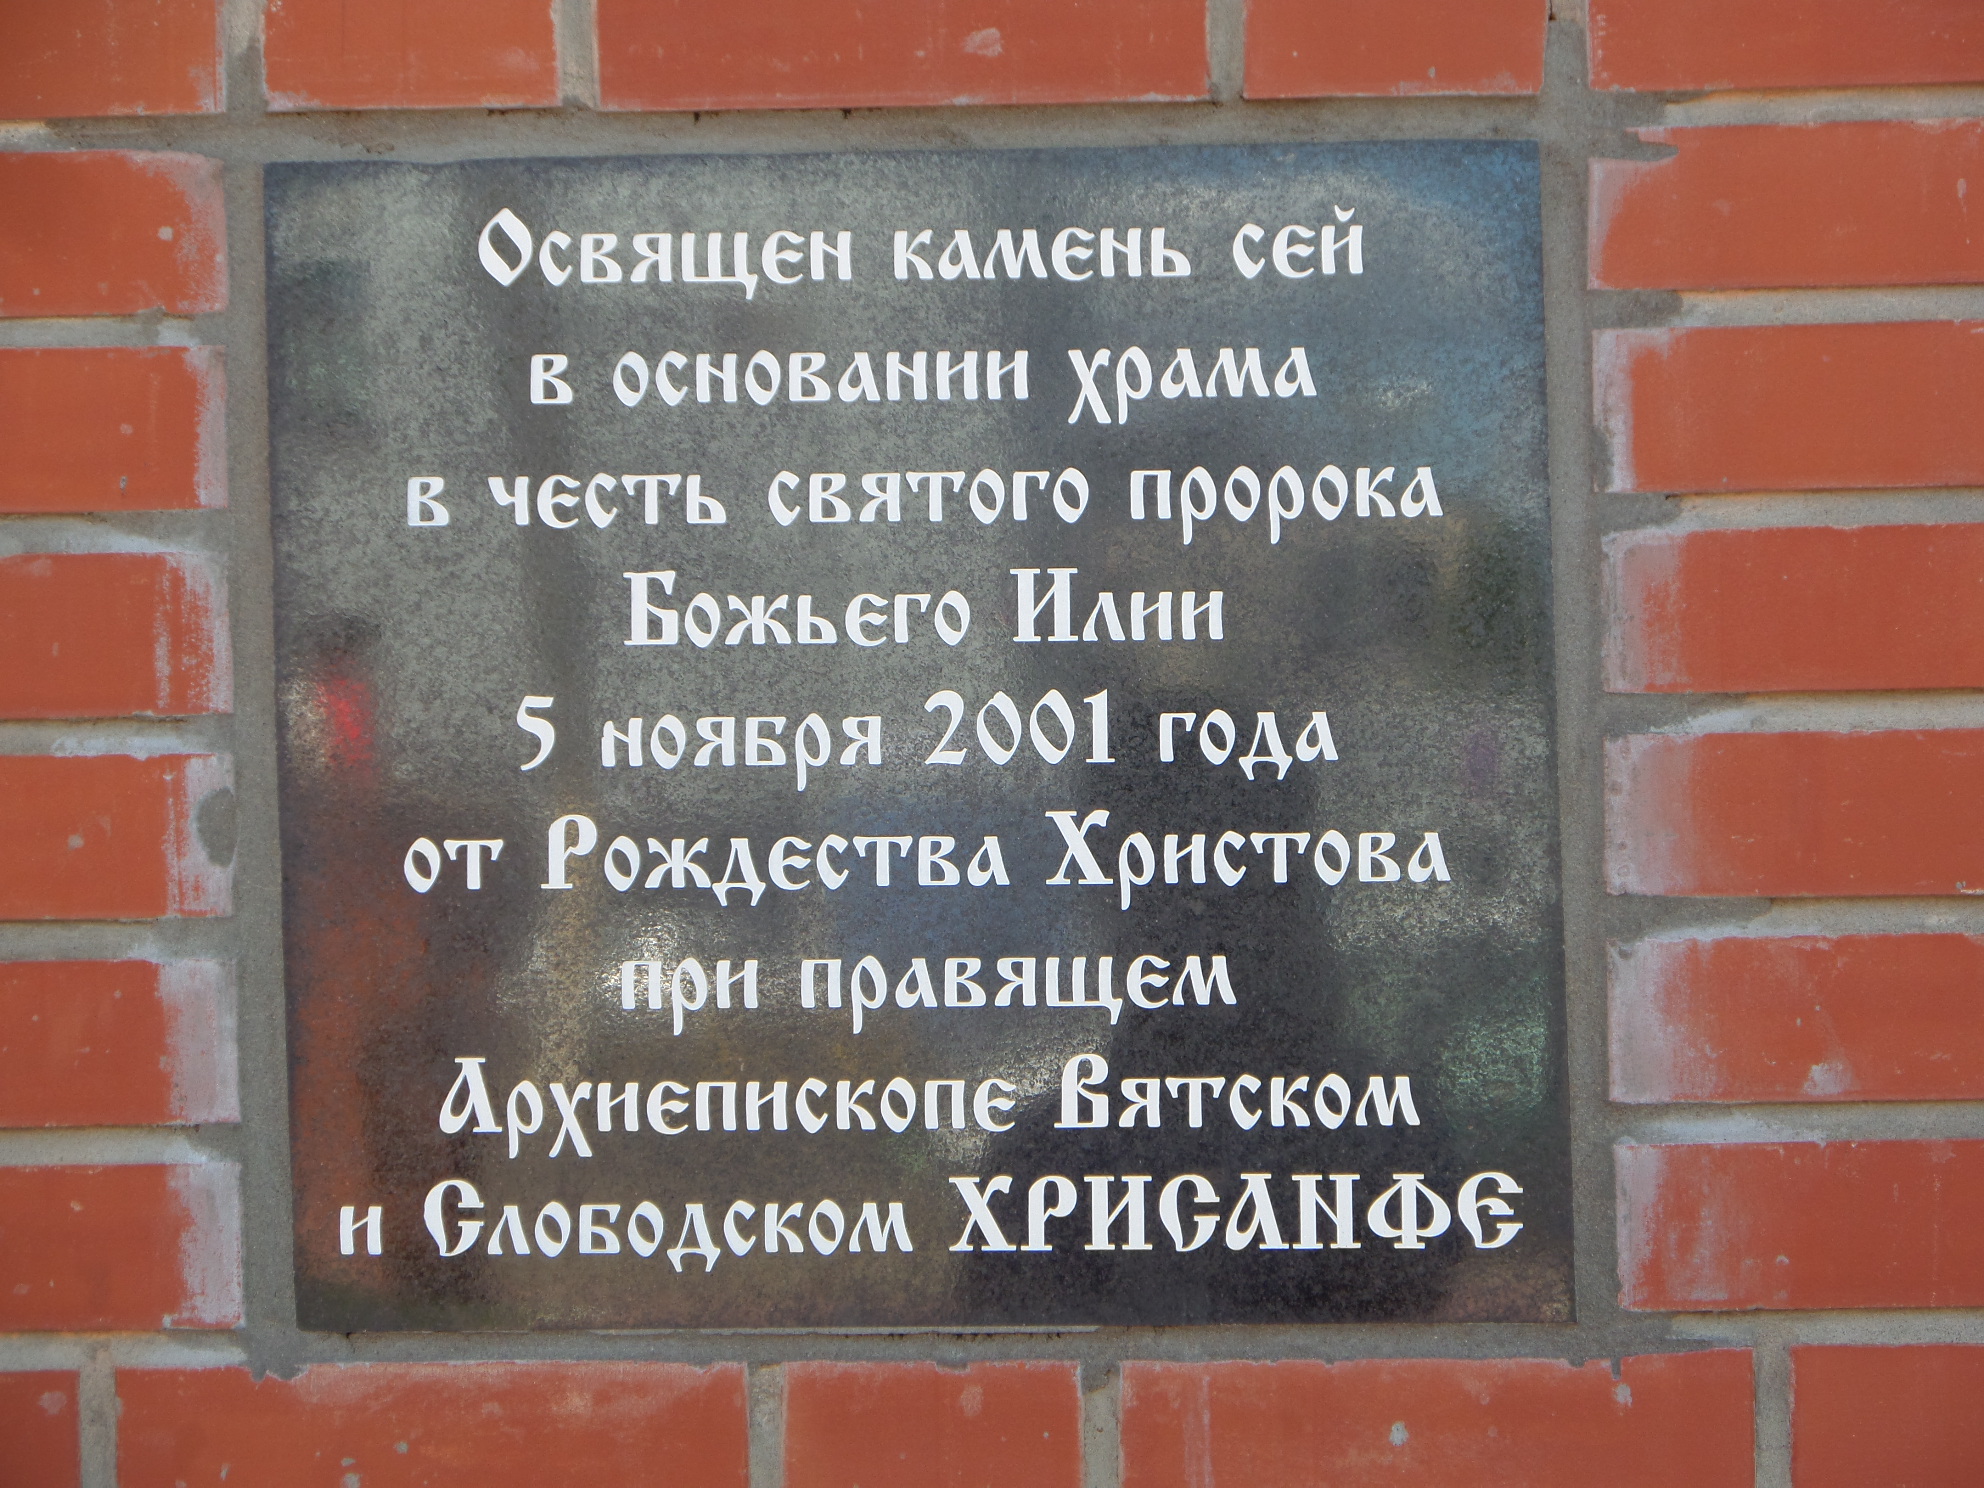 Освящен камень сей
в основании храма
в честь святого пророка
Божьего Илии
5 ноября 2001 года
от Рождества Христова
при правящем
Архиепископе Вятском
и Слободском ХРИСАНФЕ